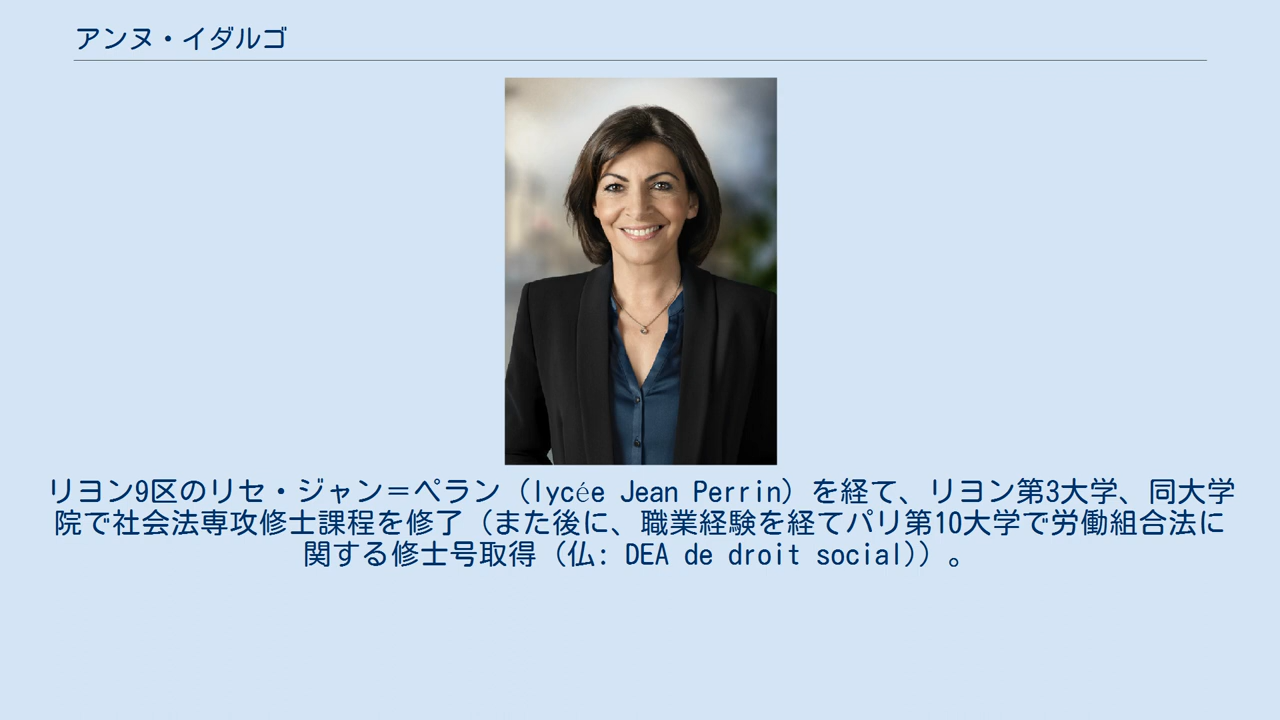 アンヌ・イダルゴ
リヨン9区のリセ・ジャン＝ペラン（lycée Jean Perrin）を経て、リヨン第3大学、同大学
院で社会法専攻修士課程を修了（また後に、職業経験を経てパリ第10大学で労働組合法に
関する修士号取得（仏: DEA de droit social)）。